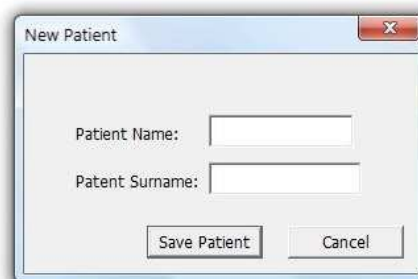 New Patient
Patient Name:
Patent Surname:
Save Patient Cancel